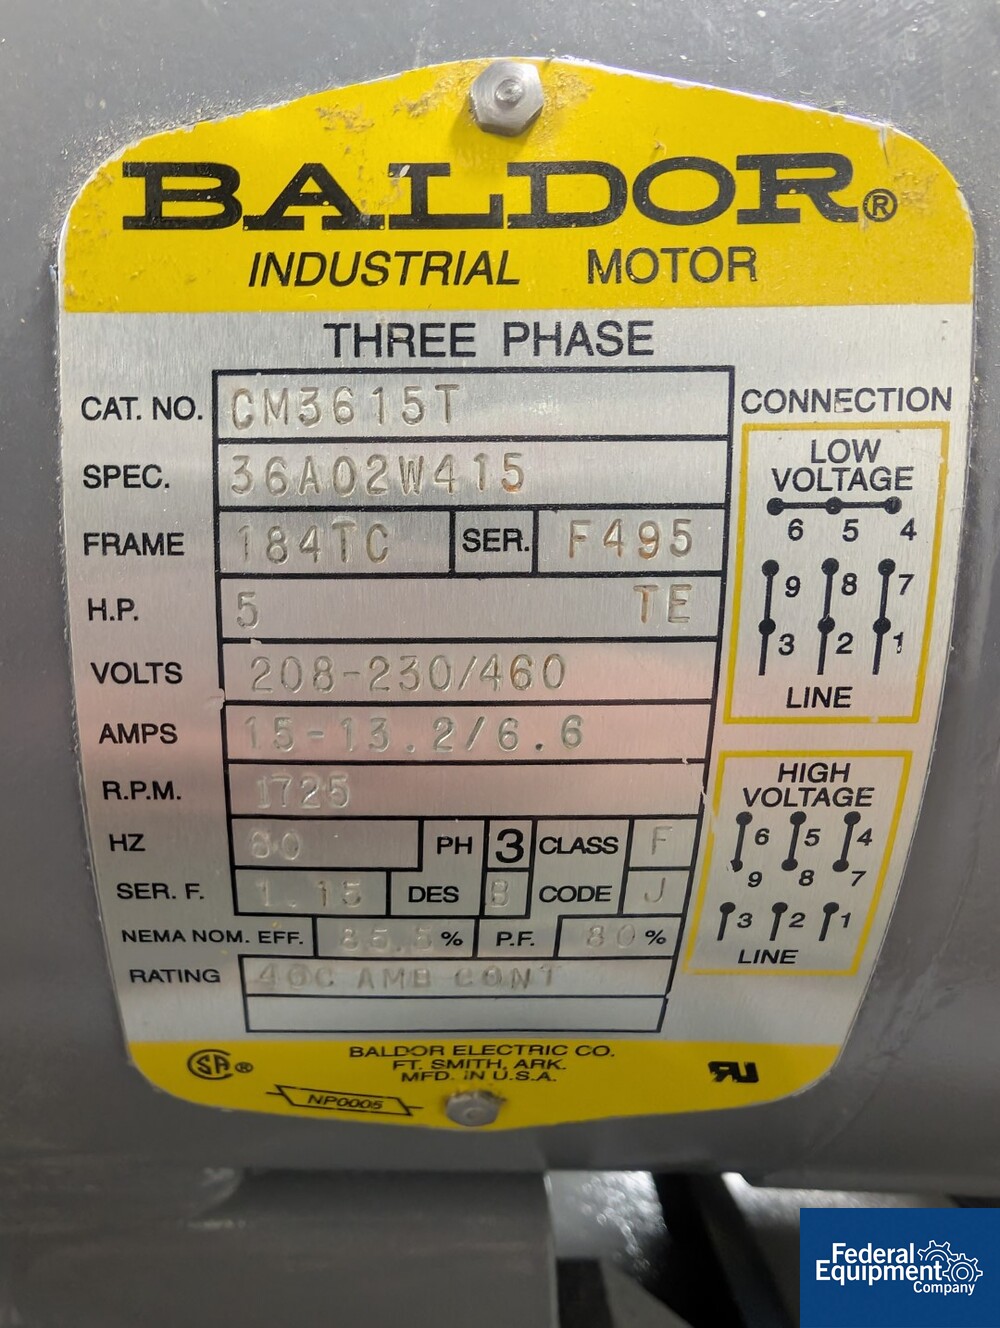 BALDOR®
INDUSTRIAL MOTOR
THREE PHASE
CAT. NO. CM3615T
SPEC. 36A02W415
FRAME 184TC SER. F495
H.P. 5 TE
VOLTS 208-230/460
AMPS 15-13.2/6.6
R.P.M. 1725
HZ 60 PH 3 CLASS F
SER. F. 1.15 DES B CODE J
NEMA NOM. EFF. 85.5 % P.F. 80 %
RATING 40C AMB CONT
CONNECTION
LOW
VOLTAGE
6 5 4
9 8 7
3 2 1
LINE
HIGH
VOLTAGE
6 5 4
9 8 7
3 2 1
LINE
SA ®
BALDOR ELECTRIC CO.
FT. SMITH, ARK.
MFD. IN U.S.A.
NP0005
RU
Federal
Equipment
Company